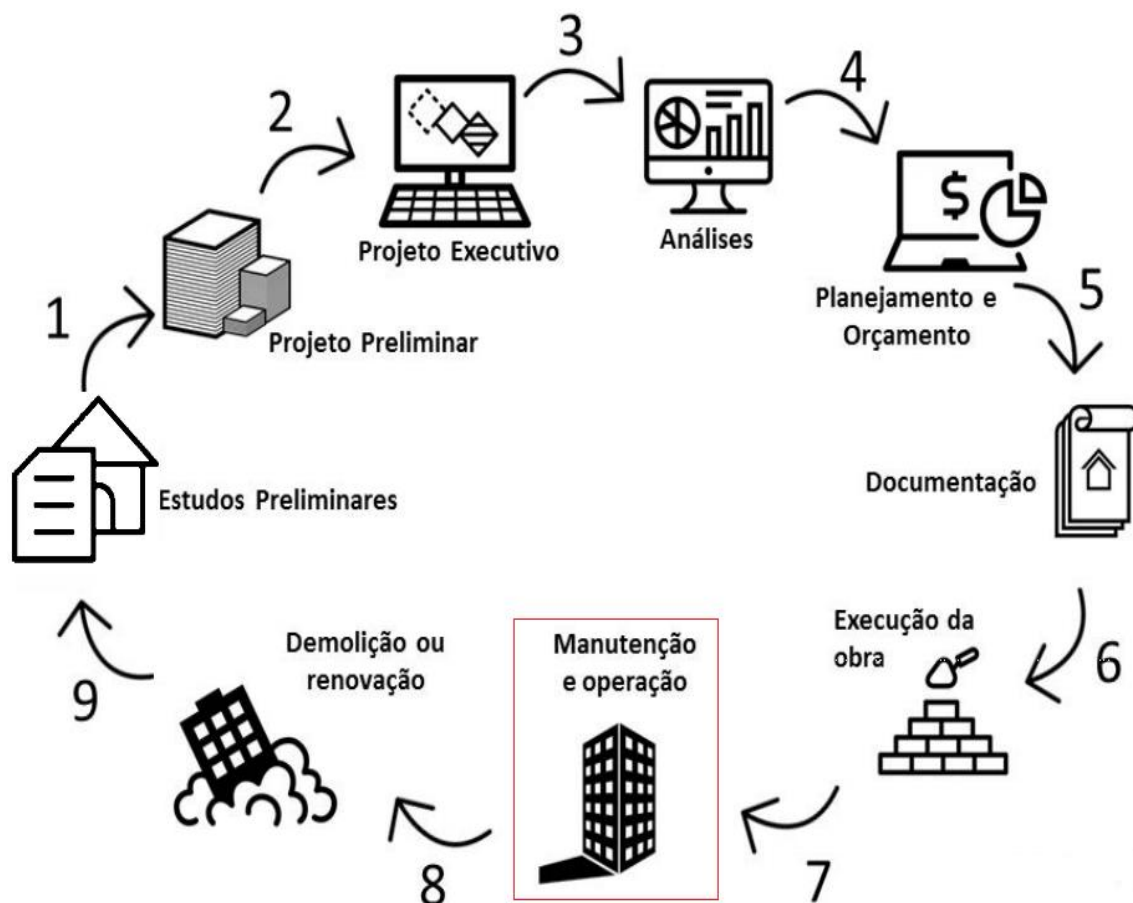 1
Estudos Preliminares
2
Projeto Preliminar
3
Projeto Executivo
4
Análises
5
$
Planejamento e
Orçamento
6
Documentação
7
Execução da
obra
8
Manutenção
e operação
9
Demolição ou
renovação